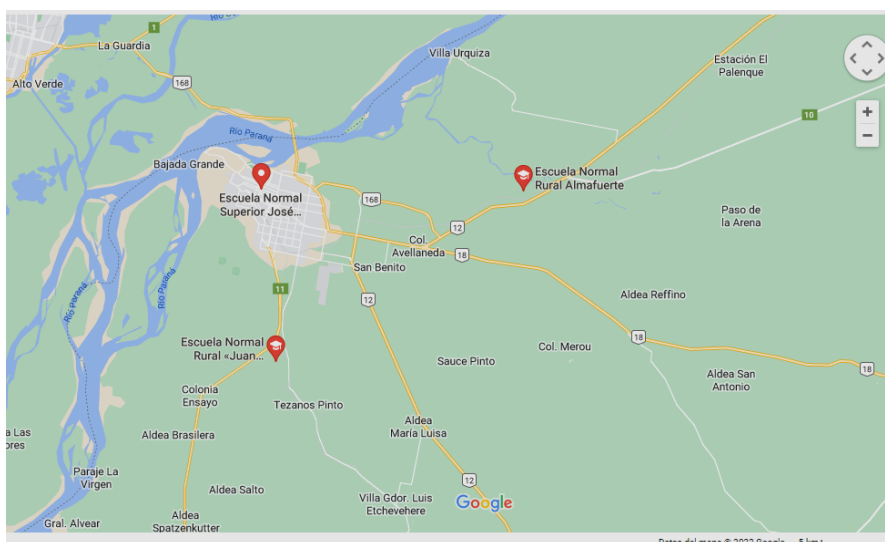 1
La Guardia
Río
Villa Urquiza
Estación El
Palenque
Alto Verde
168
10
+
−
Río Paraná
Bajada Grande
Escuela Normal
Superior José...
Escuela Normal
Rural Almafuerte
168
12
Paso de
la Arena
Col.
Avellaneda
18
San Benito
Río Paraná
Río Paraná
11
12
Aldea Reffino
Escuela Normal
Rural «Juan...
Col. Merou
18
Sauce Pinto
18
Aldea San
Antonio
Colonia
Ensayo
Tezanos Pinto
Aldea
María Luisa
a Las
ores
Aldea Brasilera
Paraje La
Virgen
12
Aldea Salto
Villa Gdor. Luis
Etchevehere
Google
Gral. Alvear
Aldea
Spatzenkutter